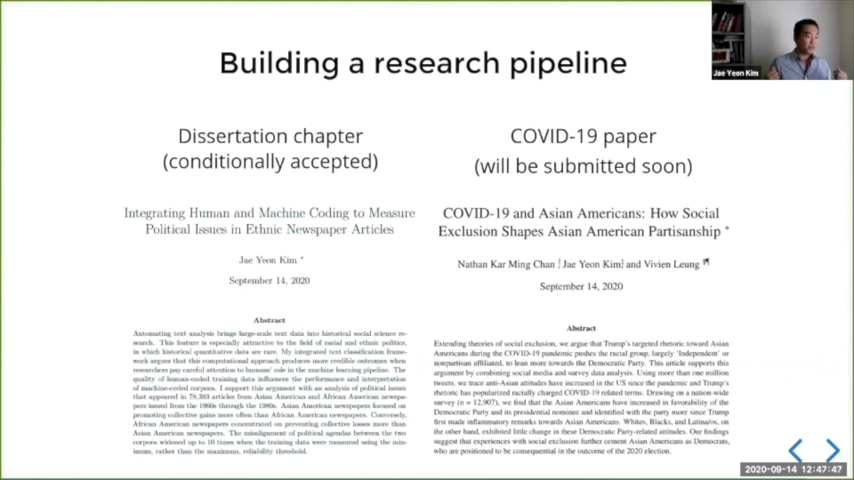 Building a research pipeline
Jae Yeon Kim
Dissertation chapter
(conditionally accepted)
Integrating Human and Machine Coding to Measure
Political Issues in Ethnic Newspaper Articles
Jae Yeon Kim *
September 14, 2020
Abstract
Automating text analysis brings large-scale text data into historical social science re-
search. This feature is especially attractive to the field of racial and ethnic politics,
in which historical quantitative data are rare. My integrated text classification frame-
work argues that this computational approach produces more credible outcomes when
researchers pay careful attention to humans' role in the machine learning pipeline. The
quality of human-coded training data influences the performance and interpretation
of machine-coded corpora. I support this argument with an analysis of political issues
that appeared in 78,383 articles from Asian American and African American newspa-
pers issued from the 1960s through the 1980s. Asian American newspapers focused on
promoting collective gains more often than African American newspapers. Conversely,
African American newspapers concentrated on preventing collective losses more than
Asian American newspapers. The misalignment of political agendas between the two
corpora widened up to 10 times when the training data were measured using the min-
imum, rather than the maximum, reliability threshold.
COVID-19 paper
(will be submitted soon)
COVID-19 and Asian Americans: How Social
Exclusion Shapes Asian American Partisanship *
Nathan Kar Ming Chan Jae Yeon Kim and Vivien Leung
September 14, 2020
Abstract
Extending theories of social exclusion, we argue that Trump's targeted rhetoric toward Asian
Americans during the COVID-19 pandemic pushes the racial group, largely 'Independent' or
nonpartisan affiliated, to lean more towards the Democratic Party. This article supports this
argument by combining social media and survey data analysis. Using more than one million
tweets, we trace anti-Asian attitudes have increased in the US since the pandemic and Trump's
rhetoric has popularized racially charged COVID-19 related terms. Drawing on a nation-wide
survey (n = 12,907), we find that Asian Americans have increased in favorability of the
Democratic Party and its presidential nominee and identified with the party more since Trump
first made inflammatory remarks towards Asian Americans. Whites, Blacks, and Latina/os, on
the other hand, exhibited little change in these Democratic Party-related attitudes. Our findings
suggest that experiences with social exclusion further cement Asian Americans as Democrats,
who are positioned to be consequential in the outcome of the 2020 election.
2020-09-14 12:47:47